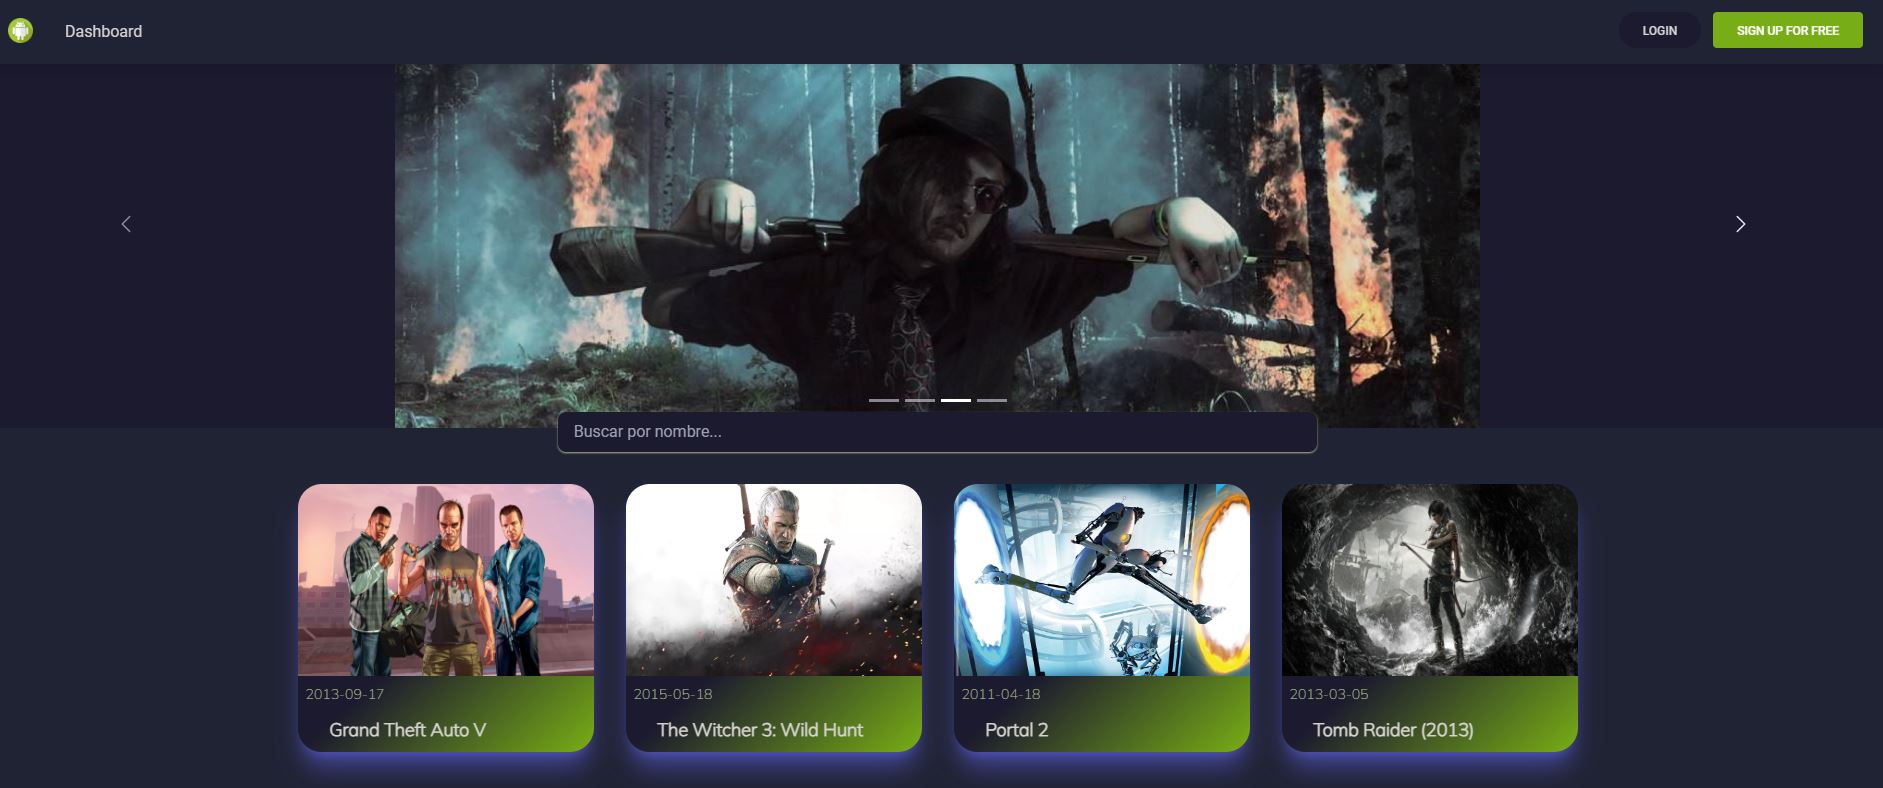 Dashboard
LOGIN
SIGN UP FOR FREE
Buscar por nombre...
2013-09-17
Grand Theft Auto V
2015-05-18
The Witcher 3: Wild Hunt
2011-04-18
Portal 2
2013-03-05
Tomb Raider (2013)